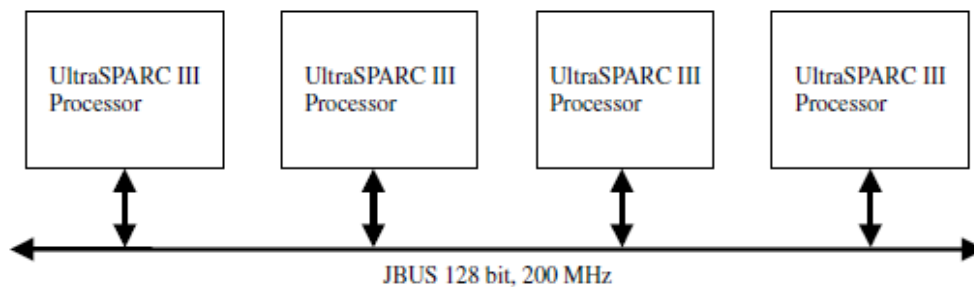 UltraSPARC III
Processor
UltraSPARC III
Processor
UltraSPARC III
Processor
UltraSPARC III
Processor
JBUS 128 bit, 200 MHz